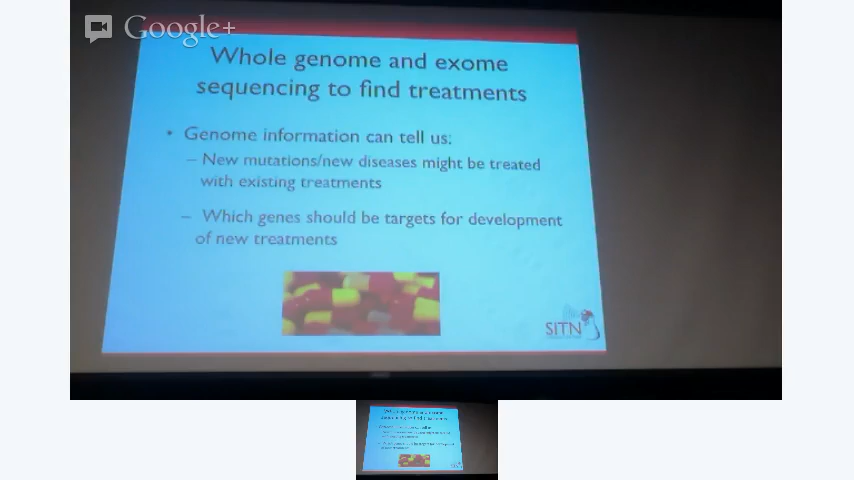 Google+
Whole genome and exome
sequencing to find treatments
• Genome information can tell us:
– New mutations/new diseases might be treated
with existing treatments
– Which genes should be targets for development
of new treatments
SITN